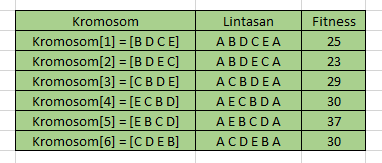 Kromosom Lintasan Fitness
Kromosom[1] = [B D C E] A B D C E A 25
Kromosom[2] = [B D E C] A B D E C A 23
Kromosom[3] = [C B D E] A C B D E A 29
Kromosom[4] = [E C B D] A E C B D A 30
Kromosom[5] = [E B C D] A E B C D A 37
Kromosom[6] = [C D E B] A C D E B A 30